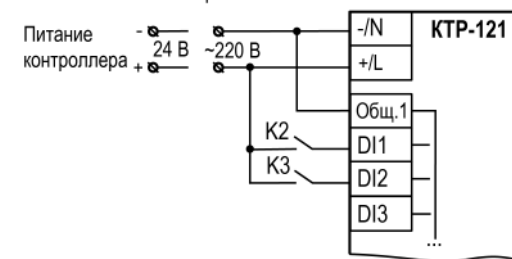 Питание
контроллера
-
24 В
+
~220 В
-/N
+/L
КТР-121
Общ.1
K2
DI1
K3
DI2
DI3
...